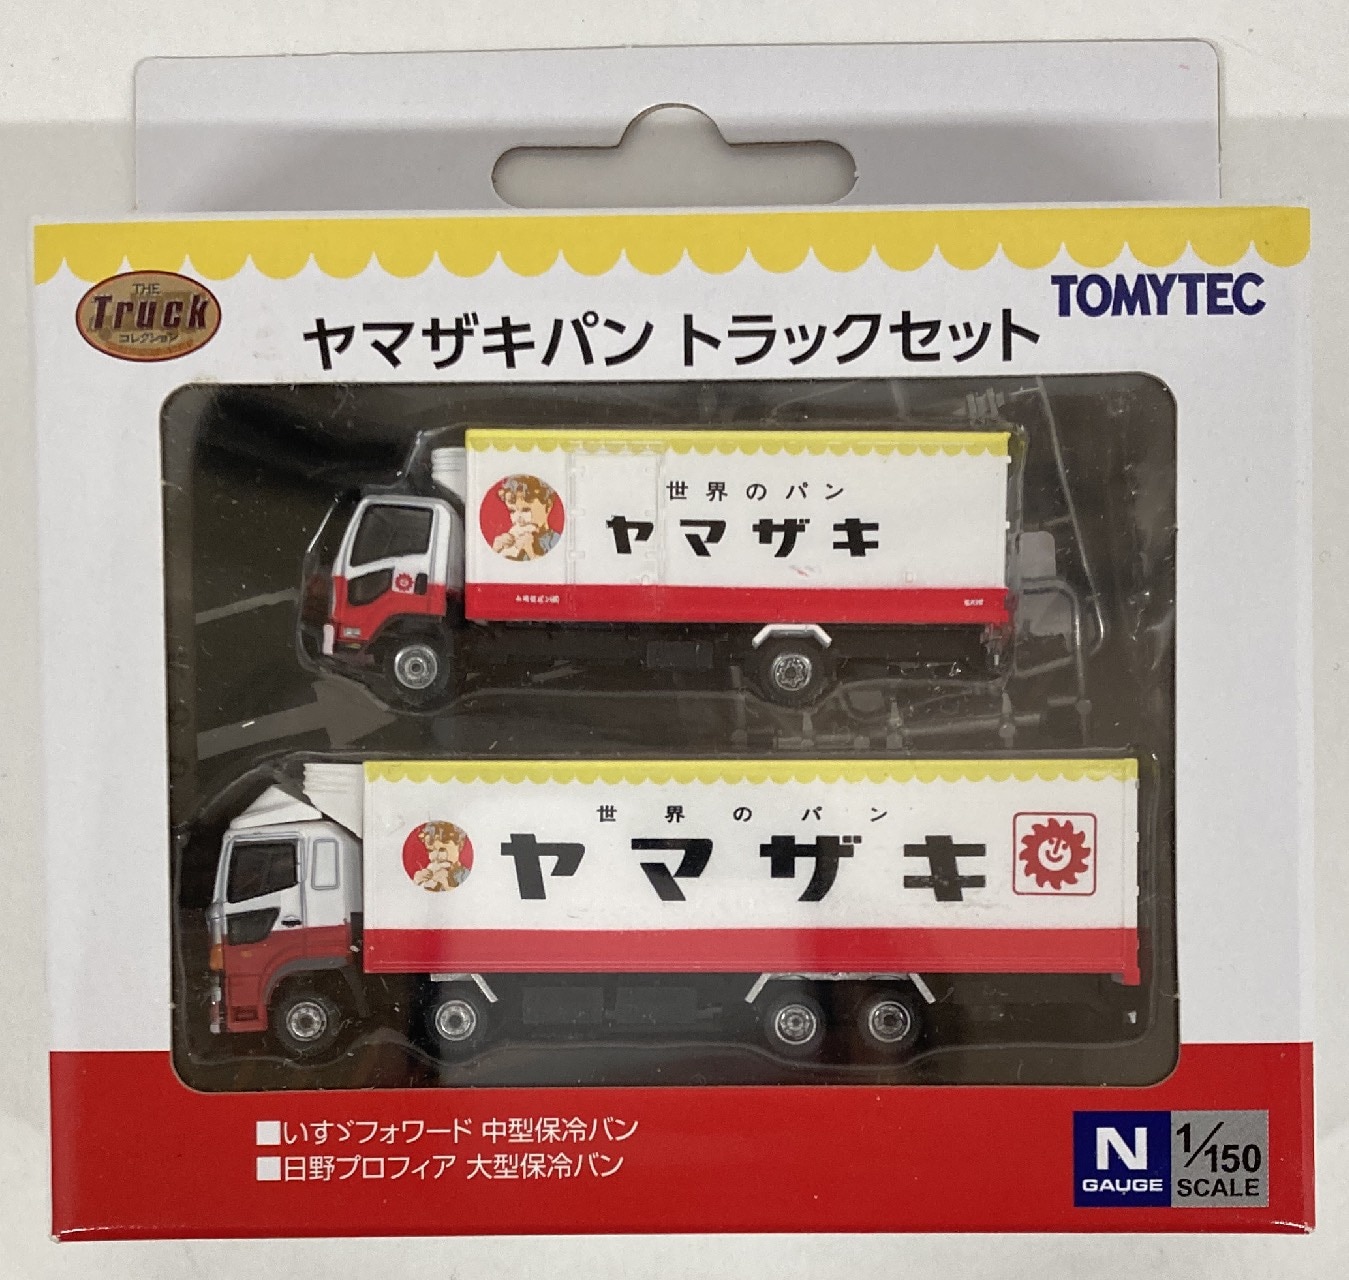 THE
Truck
コレクション
TOMYTEC
ヤマザキパン トラックセット
世界のパン
ヤマザキ
世界のパン
ヤマザキ
■いすゞフォワード 中型保冷バン
■日野プロフィア 大型保冷バン
N
GAUGE
1/150
SCALE